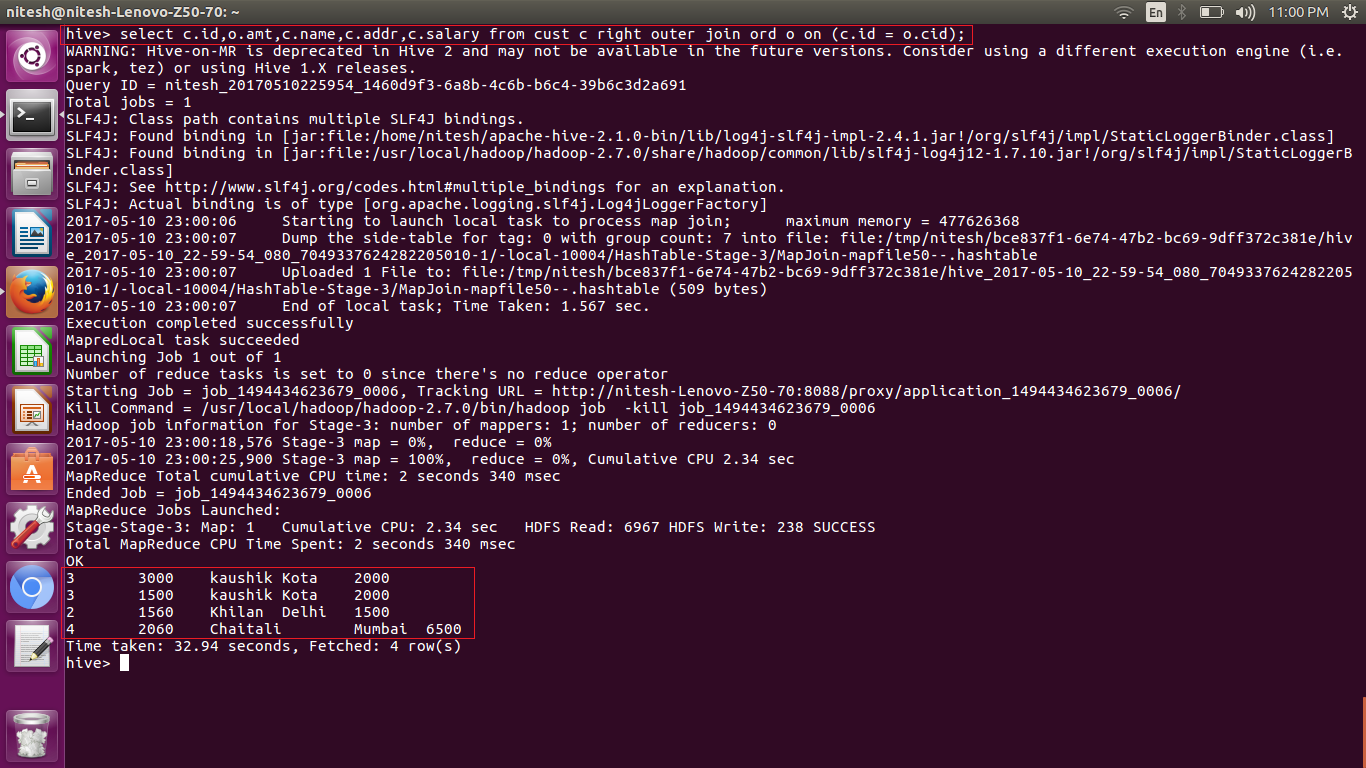 nitesh@nitesh-Lenovo-Z50-70: ~
En
11:00 PM
hive> select c.id,o.amt,c.name,c.addr,c.salary from cust c right outer join ord o on (c.id = o.cid);
WARNING: Hive-on-MR is deprecated in Hive 2 and may not be available in the future versions. Consider using a different execution engine (i.e.
spark, tez) or using Hive 1.X releases.
Query ID = nitesh_20170510225954_1460d9f3-6a8b-4c6b-b6c4-39b6c3d2a691
Total jobs = 1
SLF4J: Class path contains multiple SLF4J bindings.
SLF4J: Found binding in [jar:file:/home/nitesh/apache-hive-2.1.0-bin/lib/log4j-slf4j-impl-2.4.1.jar!/org/slf4j/impl/StaticLoggerBinder.class]
SLF4J: Found binding in [jar:file:/usr/local/hadoop/hadoop-2.7.0/share/hadoop/common/lib/slf4j-log4j12-1.7.10.jar!/org/slf4j/impl/StaticLoggerB
inder.class]
SLF4J: See http://www.slf4j.org/codes.html#multiple_bindings for an explanation.
SLF4J: Actual binding is of type [org.apache.logging.slf4j.Log4jLoggerFactory]
2017-05-10 23:00:06     Starting to launch local task to process map join;      maximum memory = 477626368
2017-05-10 23:00:07     Dump the side-table for tag: 0 with group count: 7 into file: file:/tmp/nitesh/bce837f1-6e74-47b2-bc69-9dff372c381e/hiv
e_2017-05-10_22-59-54_080_7049337624282205010-1/-local-10004/HashTable-Stage-3/MapJoin-mapfile50--.hashtable
2017-05-10 23:00:07     Uploaded 1 File to: file:/tmp/nitesh/bce837f1-6e74-47b2-bc69-9dff372c381e/hive_2017-05-10_22-59-54_080_7049337624282205
010-1/-local-10004/HashTable-Stage-3/MapJoin-mapfile50--.hashtable (509 bytes)
2017-05-10 23:00:07     End of local task; Time Taken: 1.567 sec.
Execution completed successfully
MapredLocal task succeeded
Launching Job 1 out of 1
Number of reduce tasks is set to 0 since there's no reduce operator
Starting Job = job_1494434623679_0006, Tracking URL = http://nitesh-Lenovo-Z50-70:8088/proxy/application_1494434623679_0006/
Kill Command = /usr/local/hadoop/hadoop-2.7.0/bin/hadoop job  -kill job_1494434623679_0006
Hadoop job information for Stage-3: number of mappers: 1; number of reducers: 0
2017-05-10 23:00:18,576 Stage-3 map = 0%,  reduce = 0%
2017-05-10 23:00:25,900 Stage-3 map = 100%,  reduce = 0%, Cumulative CPU 2.34 sec
MapReduce Total cumulative CPU time: 2 seconds 340 msec
Ended Job = job_1494434623679_0006
MapReduce Jobs Launched:
Stage-Stage-3: Map: 1   Cumulative CPU: 2.34 sec   HDFS Read: 6967 HDFS Write: 238 SUCCESS
Total MapReduce CPU Time Spent: 2 seconds 340 msec
OK
3       3000    kaushik Kota    2000
3       1500    kaushik Kota    2000
2       1560    Khilan  Delhi   1500
4       2060    Chaitali        Mumbai  6500
Time taken: 32.94 seconds, Fetched: 4 row(s)
hive>